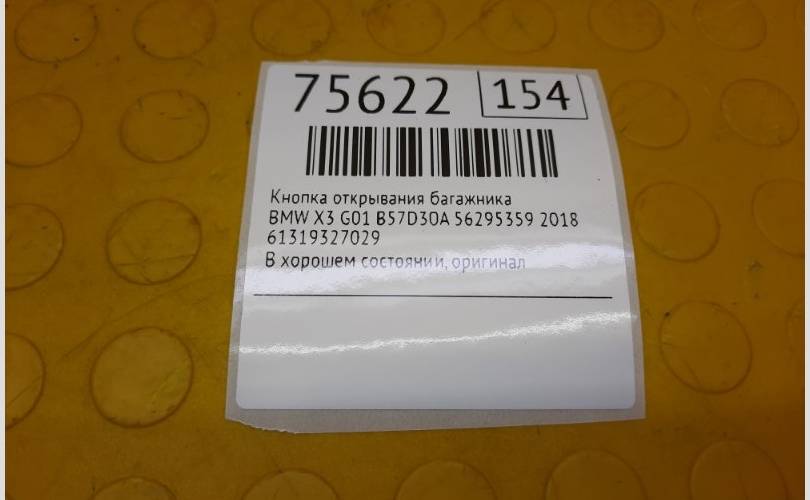 75622 154
Кнопка открывания багажника
BMW X3 G01 B57D30A 56295359 2018
61319327029
В хорошем состоянии, оригинал